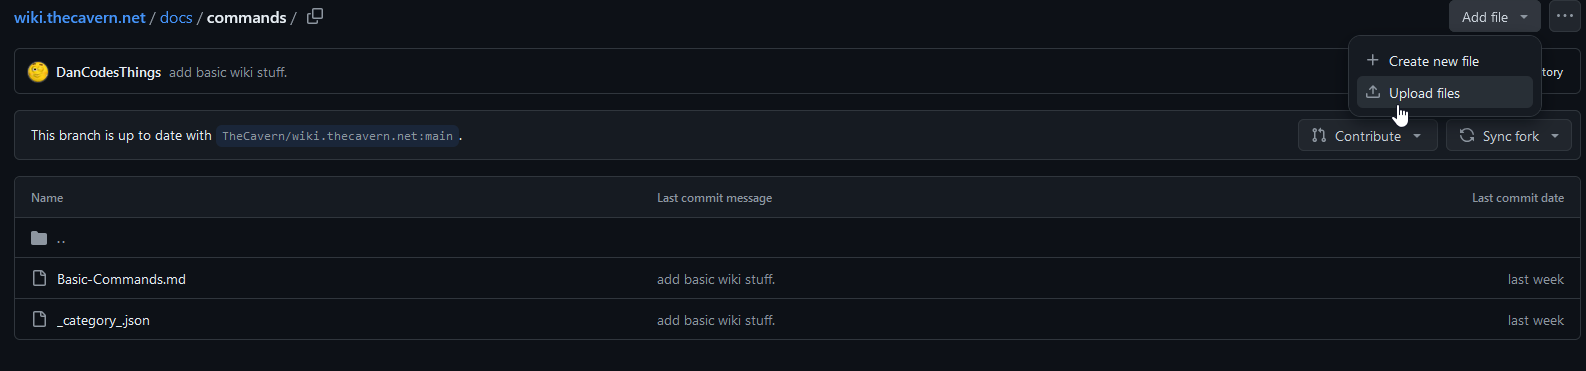 wiki.thecavern.net / docs / commands /
Add file
Create new file
Upload files
DanCodesThings add basic wiki stuff.
tory
This branch is up to date with TheCavern/wiki.thecavern.net:main .
Contribute
Sync fork
Name Last commit message Last commit date
..
Basic-Commands.md add basic wiki stuff. last week
_category_.json add basic wiki stuff. last week